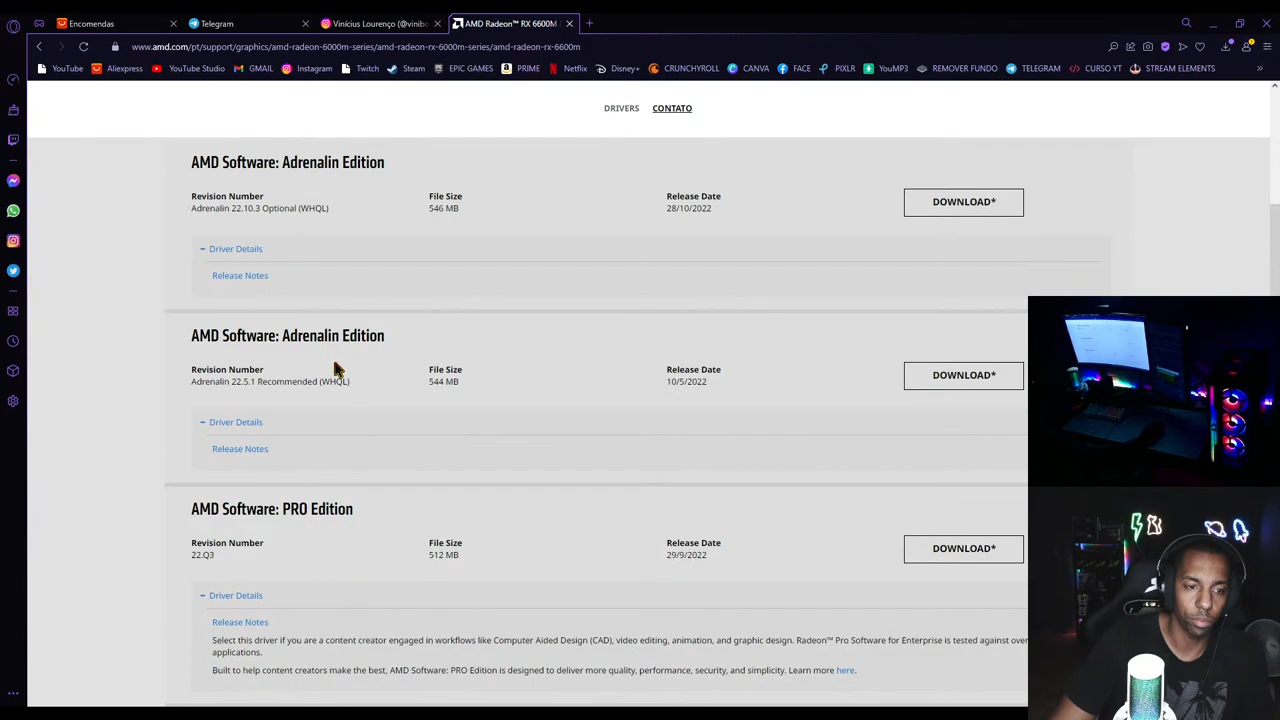 Encomendas
Telegram
Vinícius Lourenço (@vinib
AMD Radeon™ RX 6600M
www.amd.com/pt/support/graphics/amd-radeon-6000m-series/amd-radeon-rx-6000m-series/amd-radeon-rx-6600m
YouTube Aliexpress YouTube Studio GMAIL Instagram Twitch Steam EPIC GAMES PRIME Netflix Disney+ CRUNCHYROLL CANVA FACE PIXLR YouMP3 REMOVER FUNDO TELEGRAM CURSO YT STREAM ELEMENTS
DRIVERS CONTATO
AMD Software: Adrenalin Edition
Revision Number File Size Release Date
Adrenalin 22.10.3 Optional (WHQL) 546 MB 28/10/2022
DOWNLOAD*
Driver Details
Release Notes
AMD Software: Adrenalin Edition
Revision Number File Size Release Date
Adrenalin 22.5.1 Recommended (WHQL) 544 MB 10/5/2022
DOWNLOAD*
Driver Details
Release Notes
AMD Software: PRO Edition
Revision Number File Size Release Date
22.Q3 512 MB 29/9/2022
DOWNLOAD*
Driver Details
Release Notes
Select this driver if you are a content creator engaged in workflows like Computer Aided Design (CAD), video editing, animation, and graphic design. Radeon™ Pro Software for Enterprise is tested against over
applications.
Built to help content creators make the best, AMD Software: PRO Edition is designed to deliver more quality, performance, security, and simplicity. Learn more here.